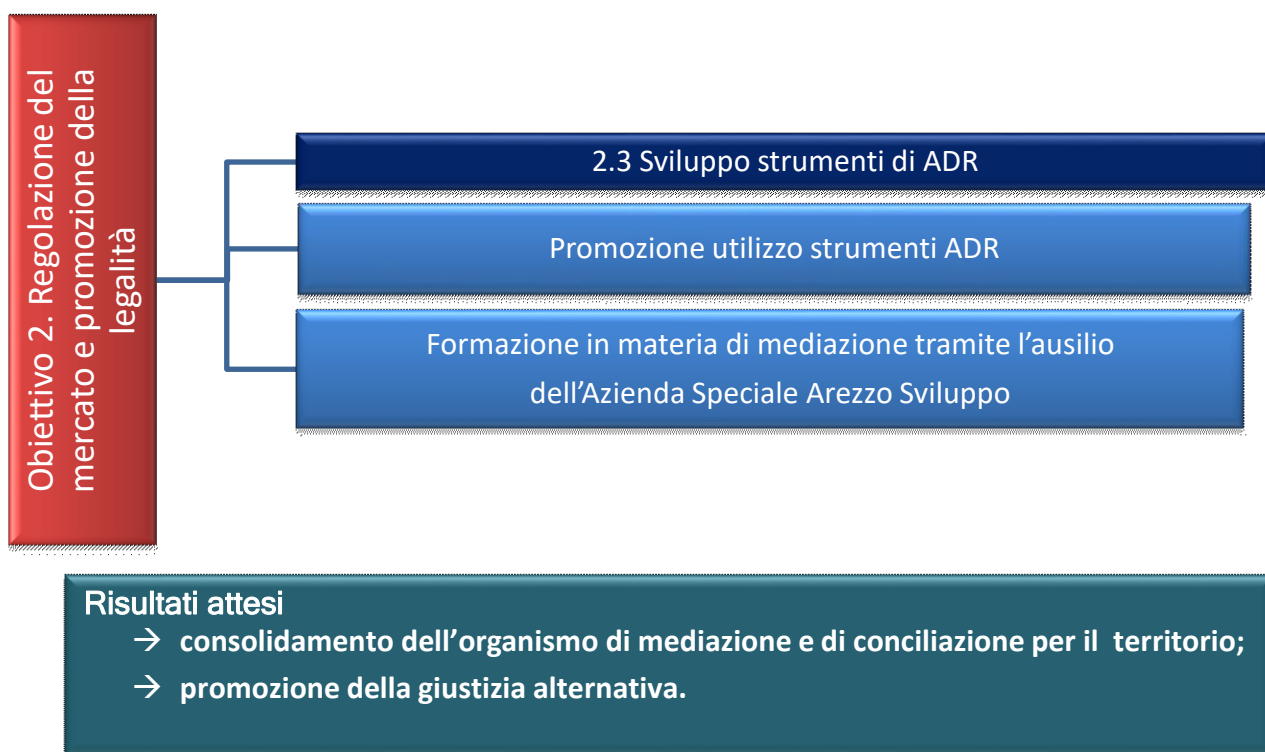 Obiettivo 2. Regolazione del
mercato e promozione della
legalità
2.3 Sviluppo strumenti di ADR
Promozione utilizzo strumenti ADR
Formazione in materia di mediazione tramite l’ausilio
dell’Azienda Speciale Arezzo Sviluppo
Risultati attesi
→ consolidamento dell’organismo di mediazione e di conciliazione per il territorio;
→ promozione della giustizia alternativa.